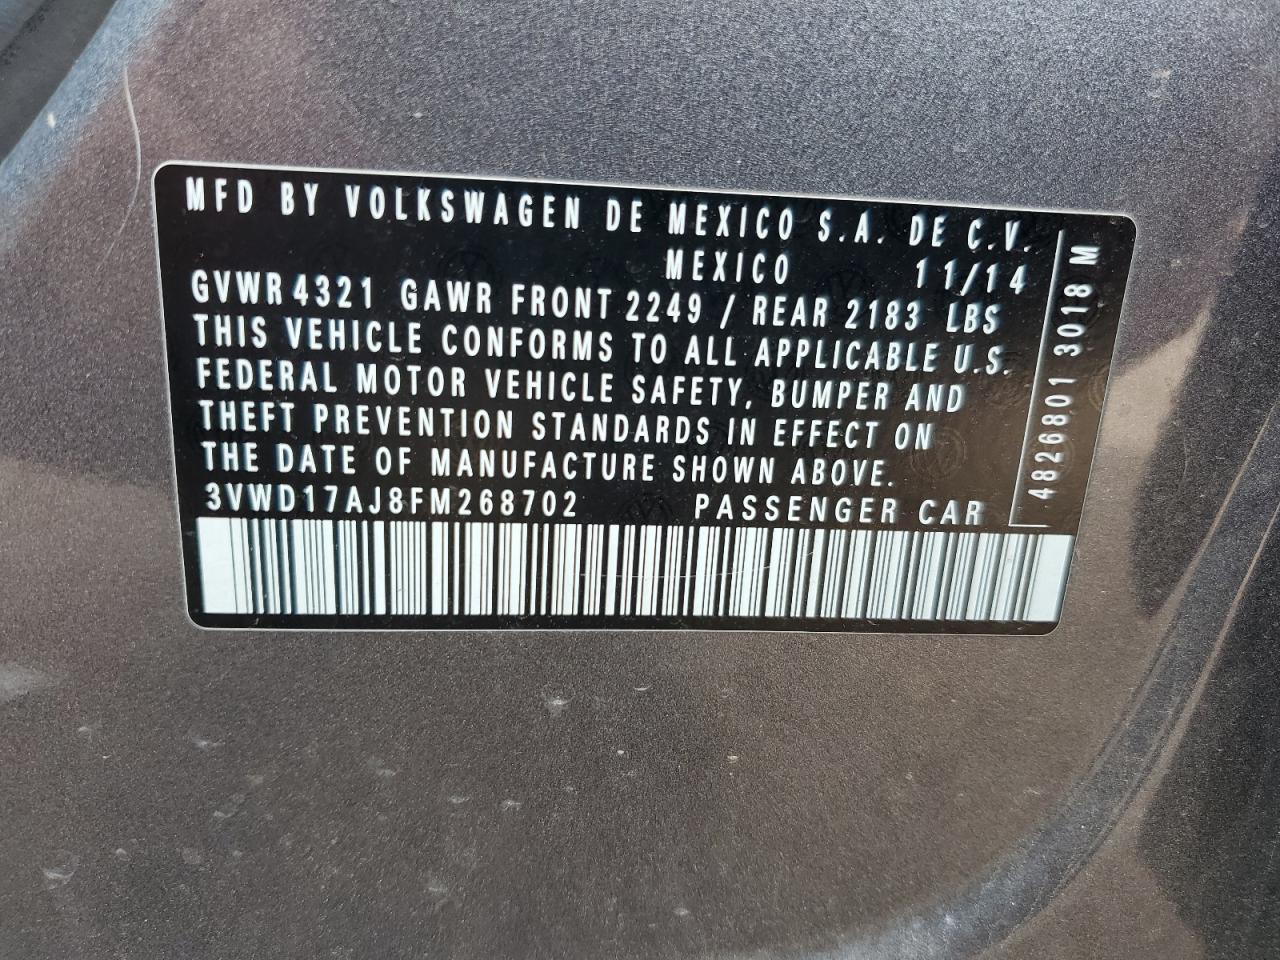 MFD BY VOLKSWAGEN DE MEXICO S.A. DE C.V.
MEXICO 11/14
GVWR 4321 GAWR FRONT 2249 / REAR 2183 LBS
THIS VEHICLE CONFORMS TO ALL APPLICABLE U.S.
FEDERAL MOTOR VEHICLE SAFETY, BUMPER AND
THEFT PREVENTION STANDARDS IN EFFECT ON
THE DATE OF MANUFACTURE SHOWN ABOVE.
3VWD17AJ8FM268702 PASSENGER CAR
4826801 3018 M